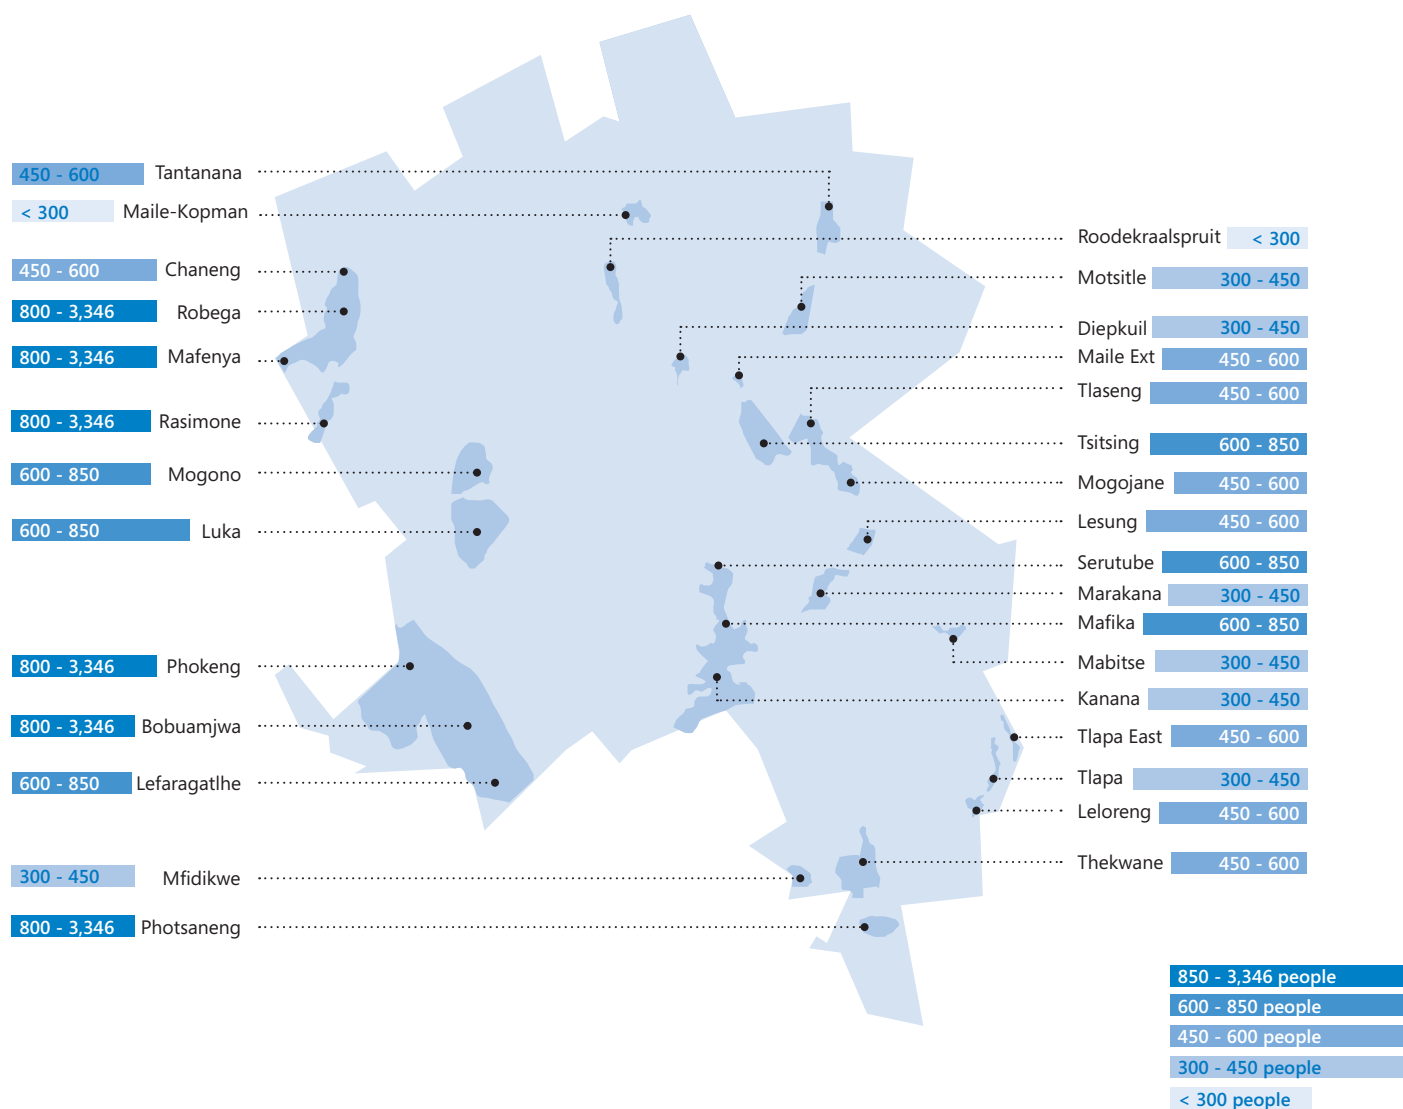 450 - 600 Tantanana
< 300 Maile-Kopman
450 - 600 Chaneng
800 - 3,346 Robega
800 - 3,346 Mafenya
800 - 3,346 Rasimone
600 - 850 Mogono
600 - 850 Luka
800 - 3,346 Phokeng
800 - 3,346 Bobuamjwa
600 - 850 Lefaragatlhe
300 - 450 Mfidikwe
800 - 3,346 Photsaneng
Roodekraalspruit < 300
Motsitle 300 - 450
Diepkuil 300 - 450
Maile Ext 450 - 600
Tlaseng 450 - 600
Tsitsing 600 - 850
Mogojane 450 - 600
Lesung 450 - 600
Serutube 600 - 850
Marakana 300 - 450
Mafika 600 - 850
Mabitse 300 - 450
Kanana 300 - 450
Tlapa East 450 - 600
Tlapa 300 - 450
Leloreng 450 - 600
Thekwane 450 - 600
850 - 3,346 people
600 - 850 people
450 - 600 people
300 - 450 people
< 300 people